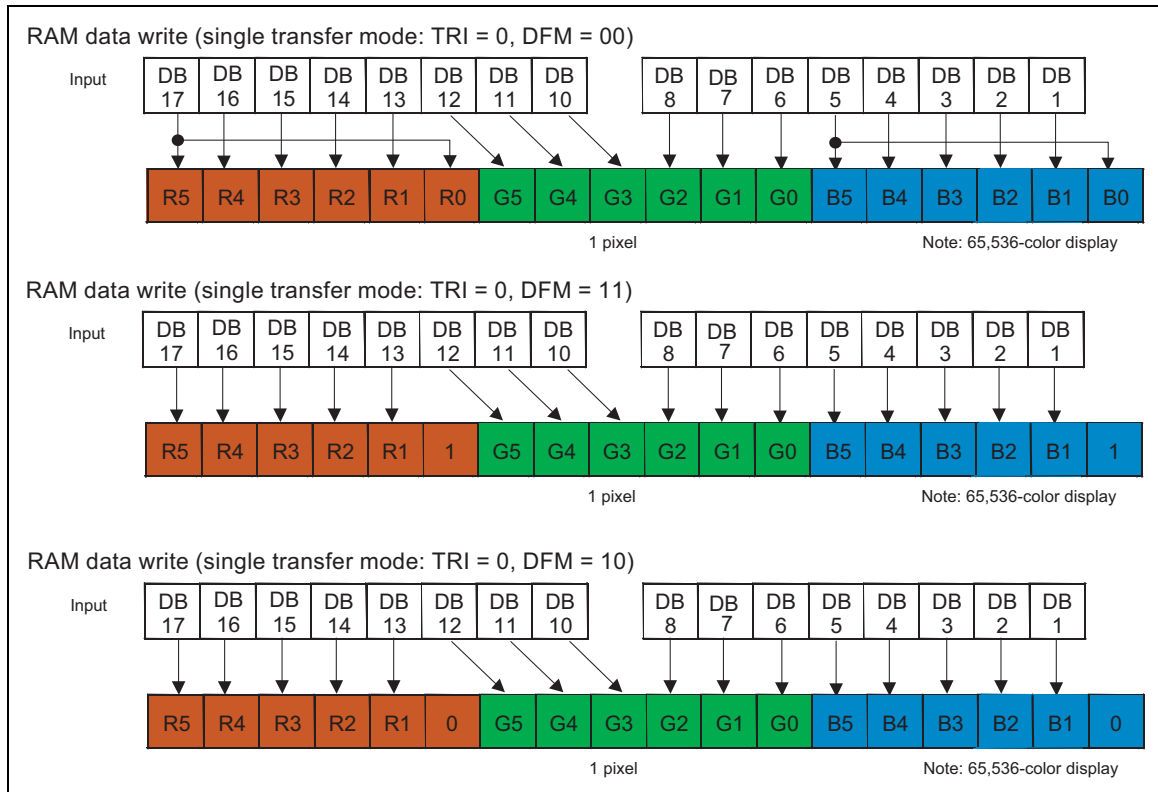 RAM data write (single transfer mode: TRI = 0, DFM = 00)
Input DB 17 DB 16 DB 15 DB 14 DB 13 DB 12 DB 11 DB 10 DB 8 DB 7 DB 6 DB 5 DB 4 DB 3 DB 2 DB 1
R5 R4 R3 R2 R1 R0 G5 G4 G3 G2 G1 G0 B5 B4 B3 B2 B1 B0
1 pixel Note: 65,536-color display
RAM data write (single transfer mode: TRI = 0, DFM = 11)
Input DB 17 DB 16 DB 15 DB 14 DB 13 DB 12 DB 11 DB 10 DB 8 DB 7 DB 6 DB 5 DB 4 DB 3 DB 2 DB 1
R5 R4 R3 R2 R1 1 G5 G4 G3 G2 G1 G0 B5 B4 B3 B2 B1 1
1 pixel Note: 65,536-color display
RAM data write (single transfer mode: TRI = 0, DFM = 10)
Input DB 17 DB 16 DB 15 DB 14 DB 13 DB 12 DB 11 DB 10 DB 8 DB 7 DB 6 DB 5 DB 4 DB 3 DB 2 DB 1
R5 R4 R3 R2 R1 0 G5 G4 G3 G2 G1 G0 B5 B4 B3 B2 B1 0
1 pixel Note: 65,536-color display